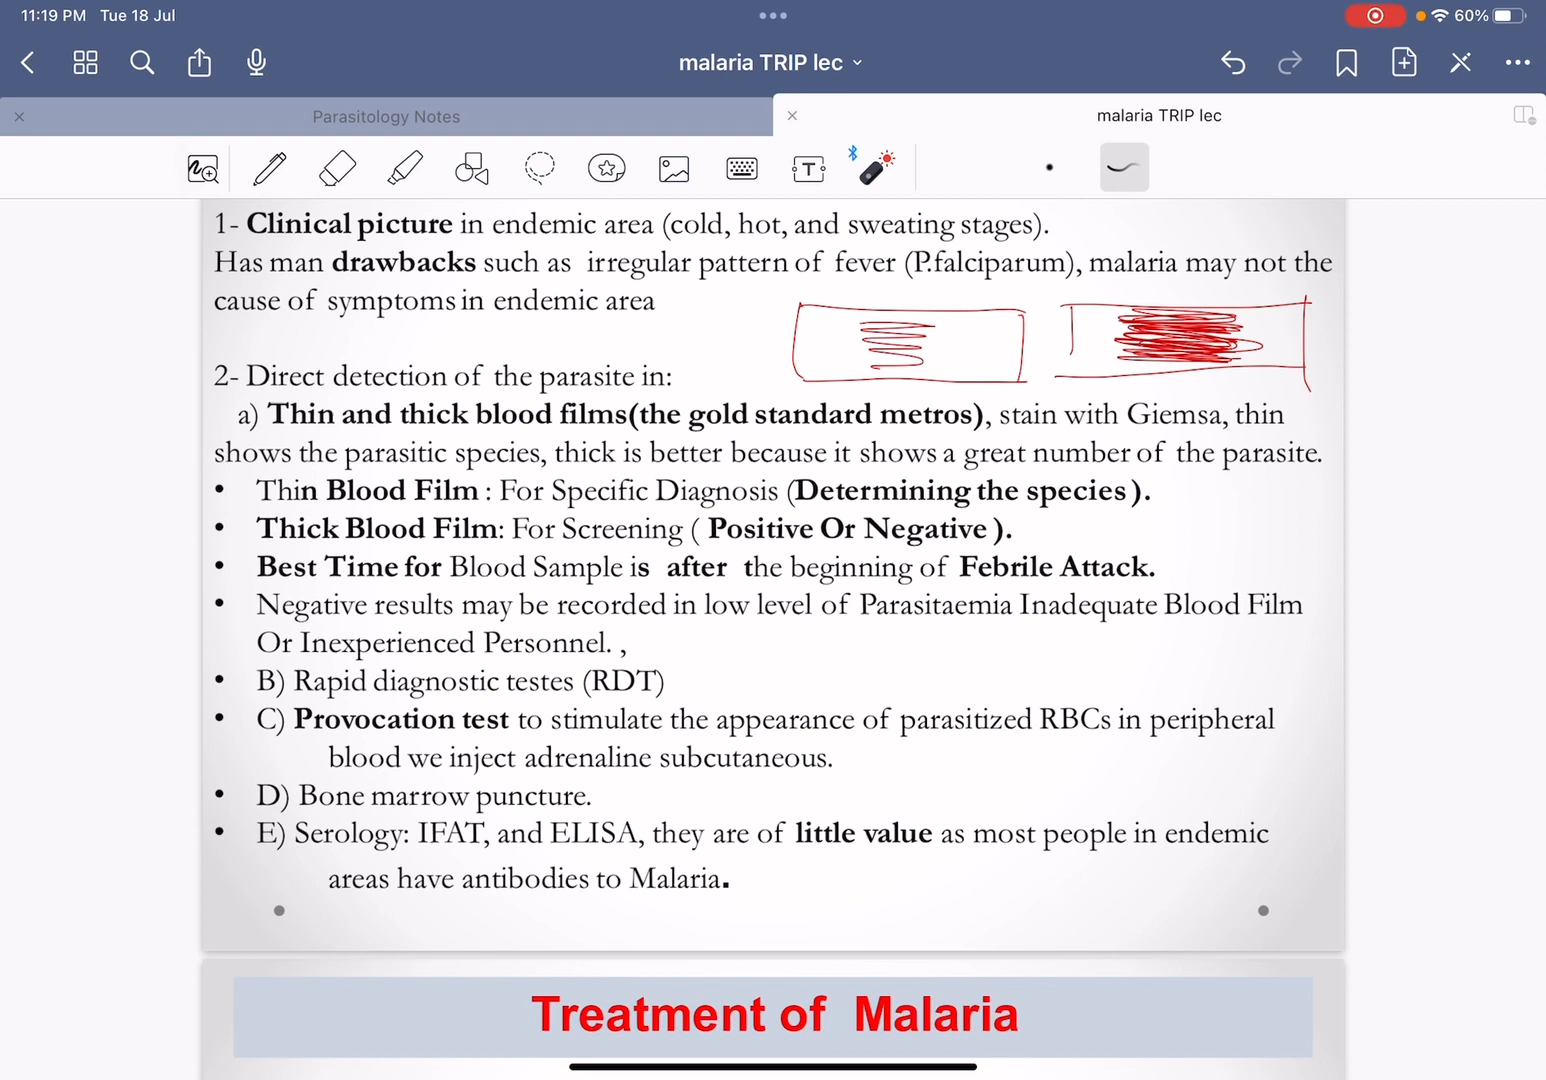 11:19 PM Tue 18 Jul
60%
malaria TRIP lec
Parasitology Notes
malaria TRIP lec
1- Clinical picture in endemic area (cold, hot, and sweating stages).
Has man drawbacks such as irregular pattern of fever (P.falciparum), malaria may not the
cause of symptoms in endemic area
2- Direct detection of the parasite in:
a) Thin and thick blood films(the gold standard metros), stain with Giemsa, thin
shows the parasitic species, thick is better because it shows a great number of the parasite.
• Thin Blood Film : For Specific Diagnosis (Determining the species ).
• Thick Blood Film: For Screening ( Positive Or Negative ).
• Best Time for Blood Sample is after the beginning of Febrile Attack.
• Negative results may be recorded in low level of Parasitaemia Inadequate Blood Film
Or Inexperienced Personnel. ,
• B) Rapid diagnostic testes (RDT)
• C) Provocation test to stimulate the appearance of parasitized RBCs in peripheral
blood we inject adrenaline subcutaneous.
• D) Bone marrow puncture.
• E) Serology: IFAT, and ELISA, they are of little value as most people in endemic
areas have antibodies to Malaria.
Treatment of Malaria